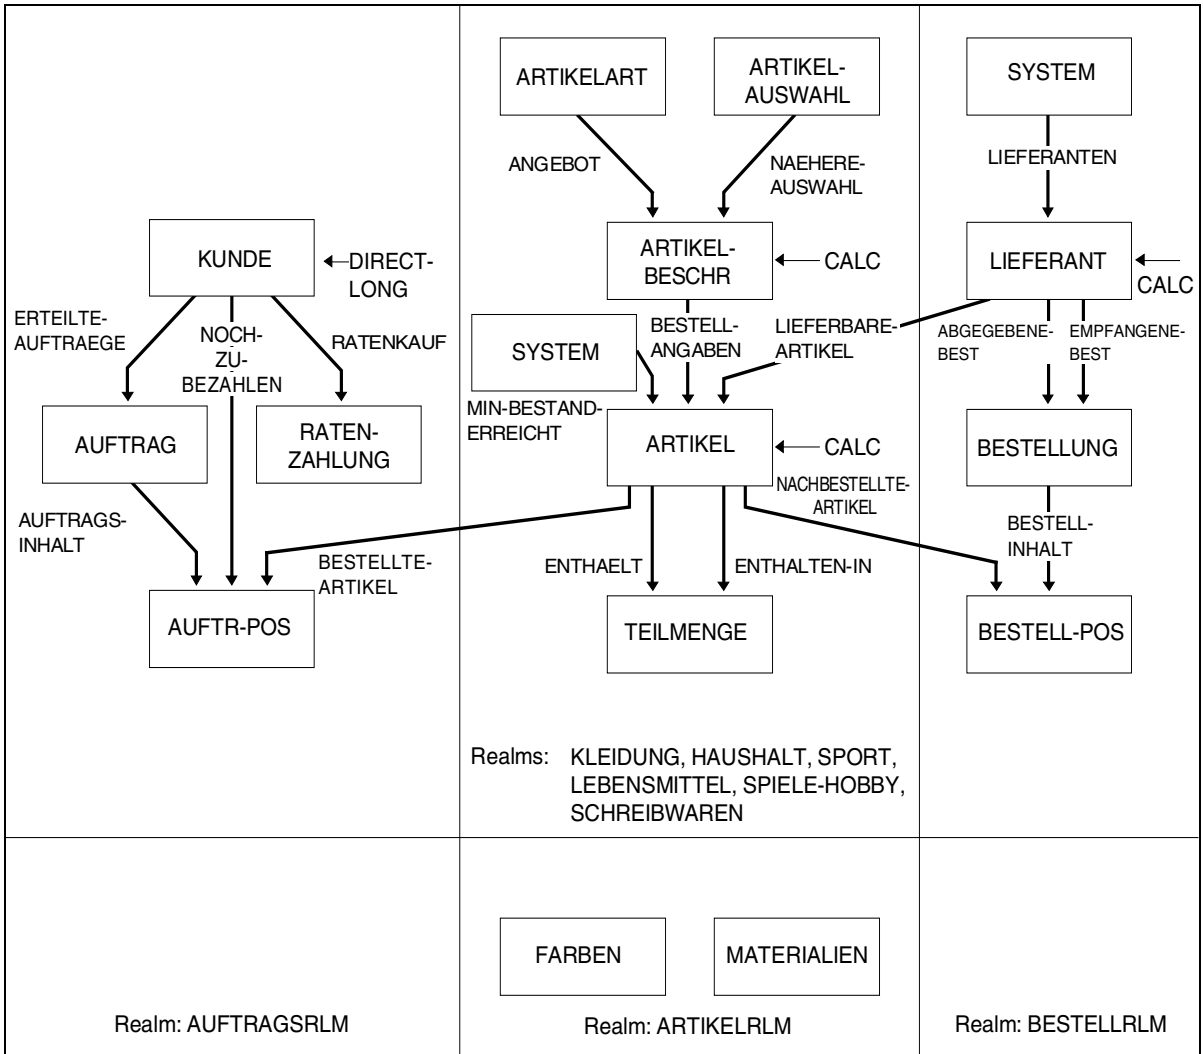 ARTIKELART
ARTIKEL-
AUSWAHL
SYSTEM
ANGEBOT
NAEHERE-
AUSWAHL
LIEFERANTEN
KUNDE
DIRECT-
LONG
ARTIKEL-
BESCHR
CALC
LIEFERANT
CALC
ERTEILTE-
AUFTRAEGE
NOCH-
ZU-
BEZAHLEN
RATENKAUF
SYSTEM
BESTELL-
ANGABEN
LIEFERBARE-
ARTIKEL
ABGEGEBENE-
BEST
EMPFANGENE-
BEST
MIN-BESTAND-
ERREICHT
AUFTRAG
RATEN-
ZAHLUNG
ARTIKEL
CALC
BESTELLUNG
NACHBESTELLTE-
ARTIKEL
AUFTRAGS-
INHALT
BESTELLTE-
ARTIKEL
ENTHAELT
ENTHALTEN-IN
BESTELL-
INHALT
AUFTR-POS
TEILMENGE
BESTELL-POS
Realms: KLEIDUNG, HAUSHALT, SPORT,
LEBENSMITTEL, SPIELE-HOBBY,
SCHREIBWAREN
FARBEN
MATERIALIEN
Realm: AUFTRAGSRLM
Realm: ARTIKELRLM
Realm: BESTELLRLM